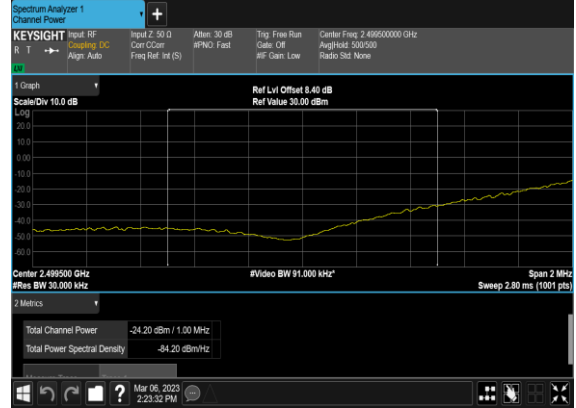 Spectrum Analyzer 1
Channel Power
+
KEYSIGHT
R T
Input: RF
Coupling: DC
Align: Auto
Input Z: 50 Ω
Corr CCorr
Freq Ref: Int (S)
Atten: 30 dB
#PNO: Fast
Trig: Free Run
Gate: Off
#IF Gain: Low
Center Freq: 2.499500000 GHz
Avg|Hold: 500/500
Radio Std: None
1 Graph
Scale/Div 10.0 dB
Ref Lvl Offset 8.40 dB
Ref Value 30.00 dBm
Log
20.0
10.0
0.00
-10.0
-20.0
-30.0
-40.0
-50.0
-60.0
Center 2.499500 GHz
#Res BW 30.000 kHz
#Video BW 91.000 kHz*
Span 2 MHz
Sweep 2.80 ms (1001 pts)
2 Metrics
Total Channel Power -24.20 dBm / 1.00 MHz
Total Power Spectral Density -84.20 dBm/Hz
?
Mar 06, 2023
2:23:32 PM